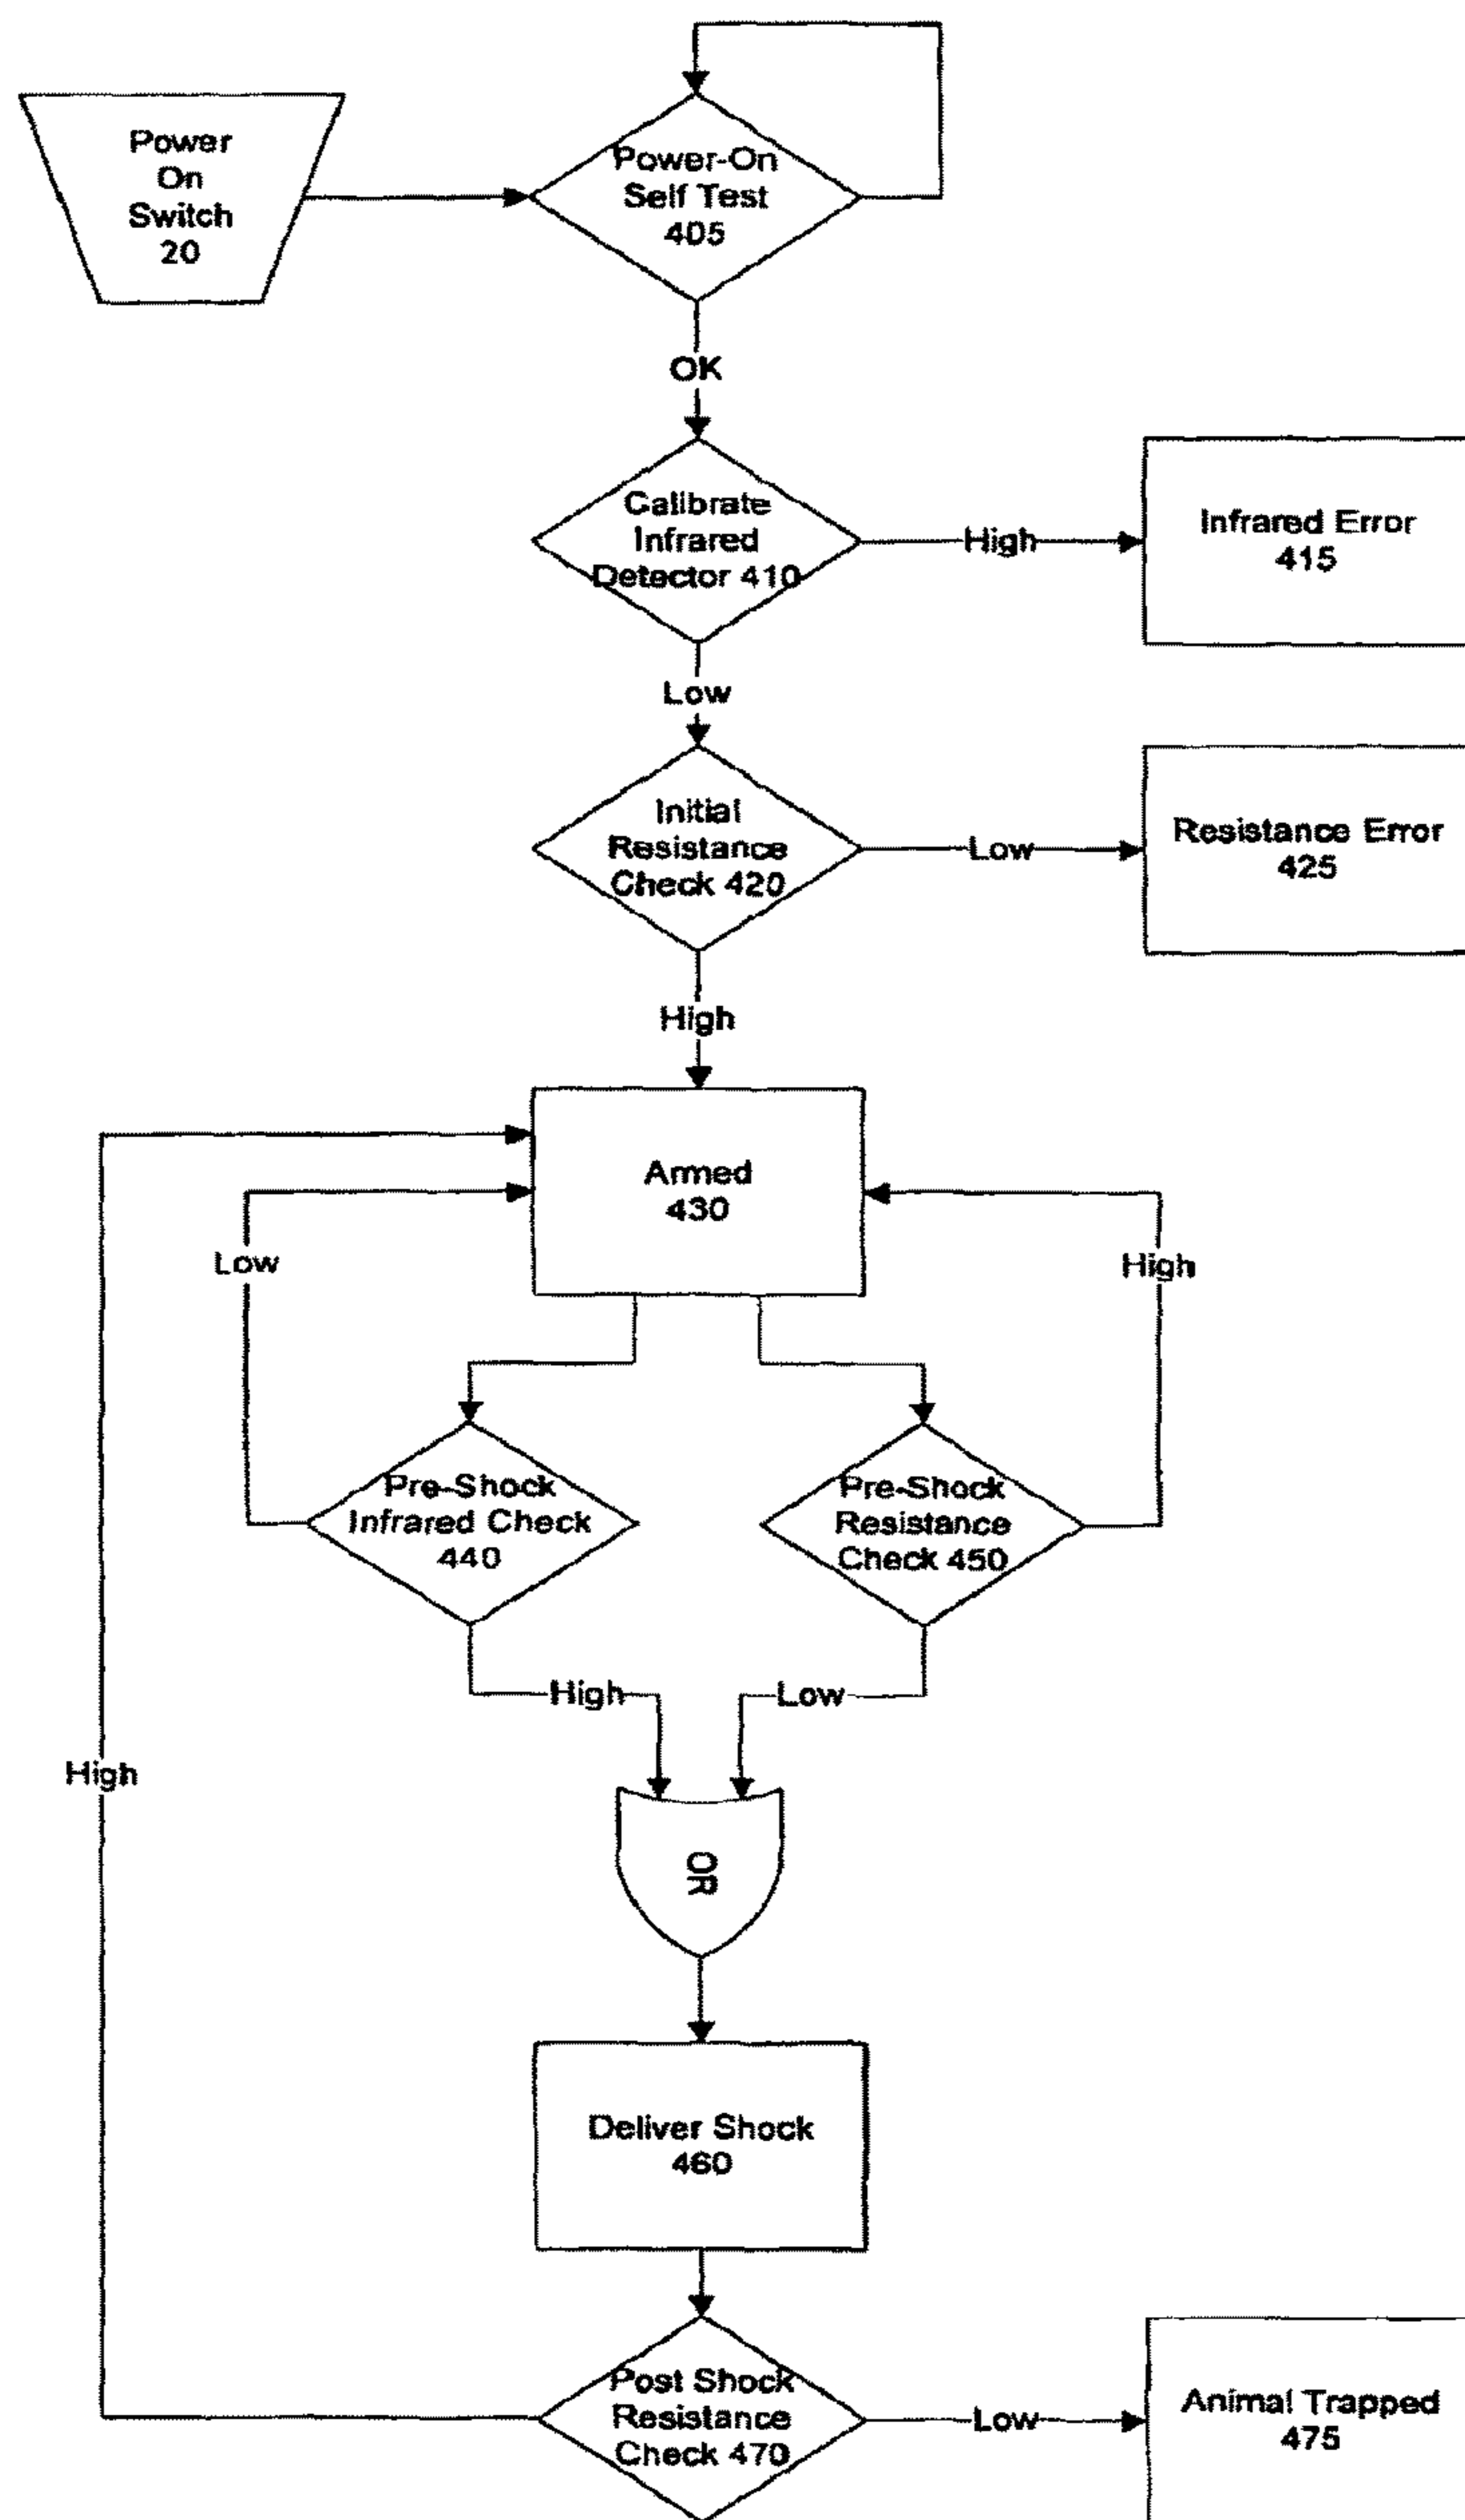 Power
On
Switch
20
Power-On
Self Test
405
OK
Calibrate
Infrared
Detector 410
High
Infrared Error
415
Low
Initial
Resistance
Check 420
Low
Resistance Error
425
High
Armed
430
Low
High
Pre-Shock
Infrared Check
440
Pre-Shock
Resistance
Check 450
High
Low
High
OR
Deliver Shock
460
Post Shock
Resistance
Check 470
Low
Animal Trapped
475